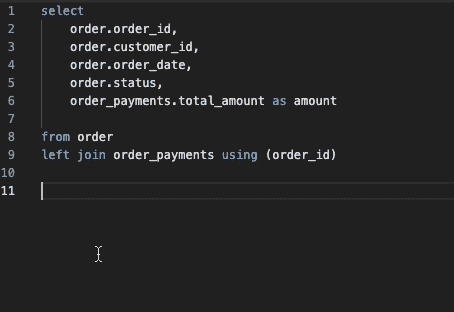 1 select
2     order.order_id,
3     order.customer_id,
4     order.order_date,
5     order.status,
6     order_payments.total_amount as amount
7
8 from order
9 left join order_payments using (order_id)
10
11